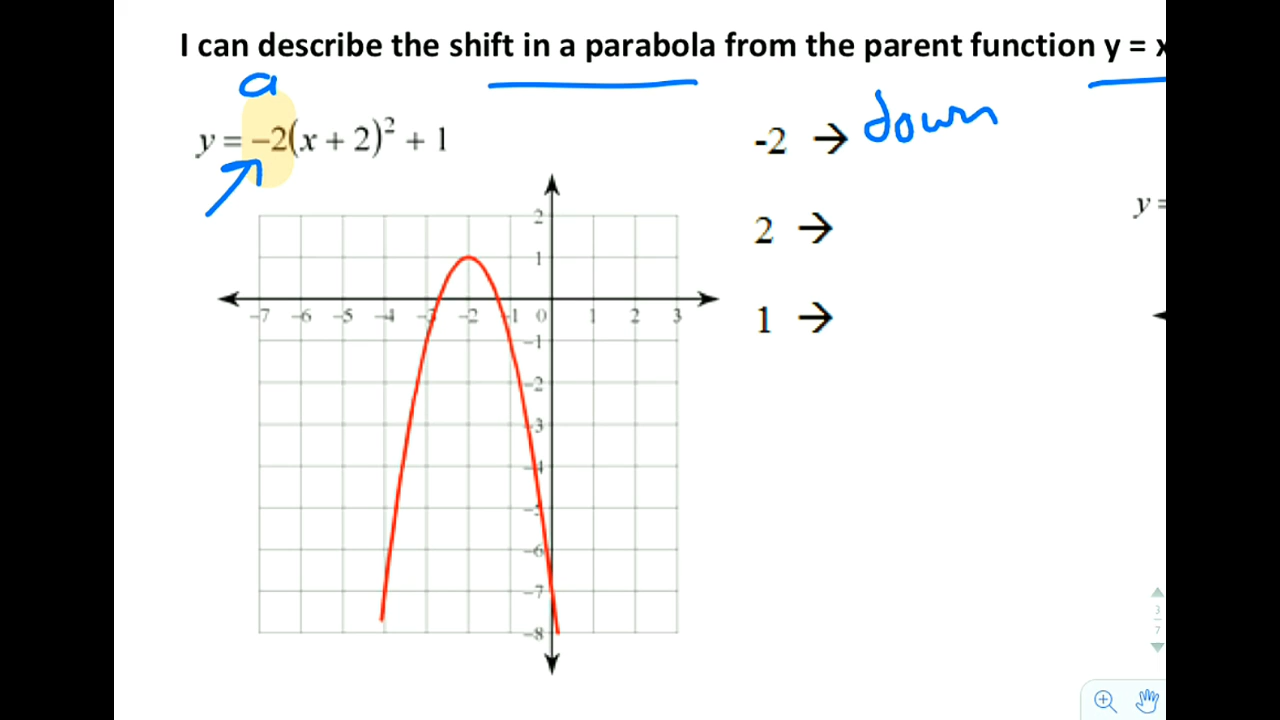 I can describe the shift in a parabola from the parent function y = x
a
y = −2(x + 2)² + 1
-2 → down
2 →
y =
1 →
2
1
−7 −6 −5 −4 −3 −2 −1 0 1 2 3
−1
−2
−3
−4
−5
−6
−7
−8
3
7